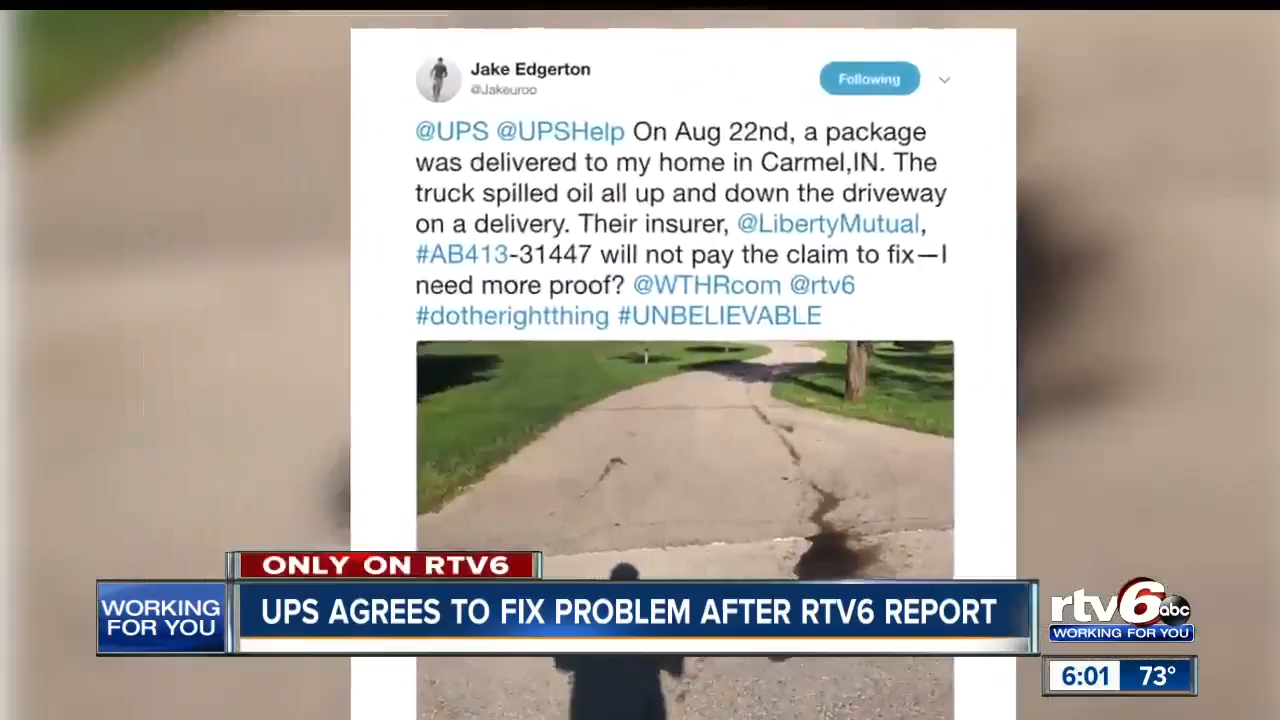 Jake Edgerton
@Jakeuroo
Following
@UPS @UPSHelp On Aug 22nd, a package
was delivered to my home in Carmel,IN. The
truck spilled oil all up and down the driveway
on a delivery. Their insurer, @LibertyMutual,
#AB413-31447 will not pay the claim to fix—I
need more proof? @WTHRcom @rtv6
#dotherightthing #UNBELIEVABLE
ONLY ON RTV6
WORKING
FOR YOU
UPS AGREES TO FIX PROBLEM AFTER RTV6 REPORT
rtv6 abc
WORKING FOR YOU
6:01 73°